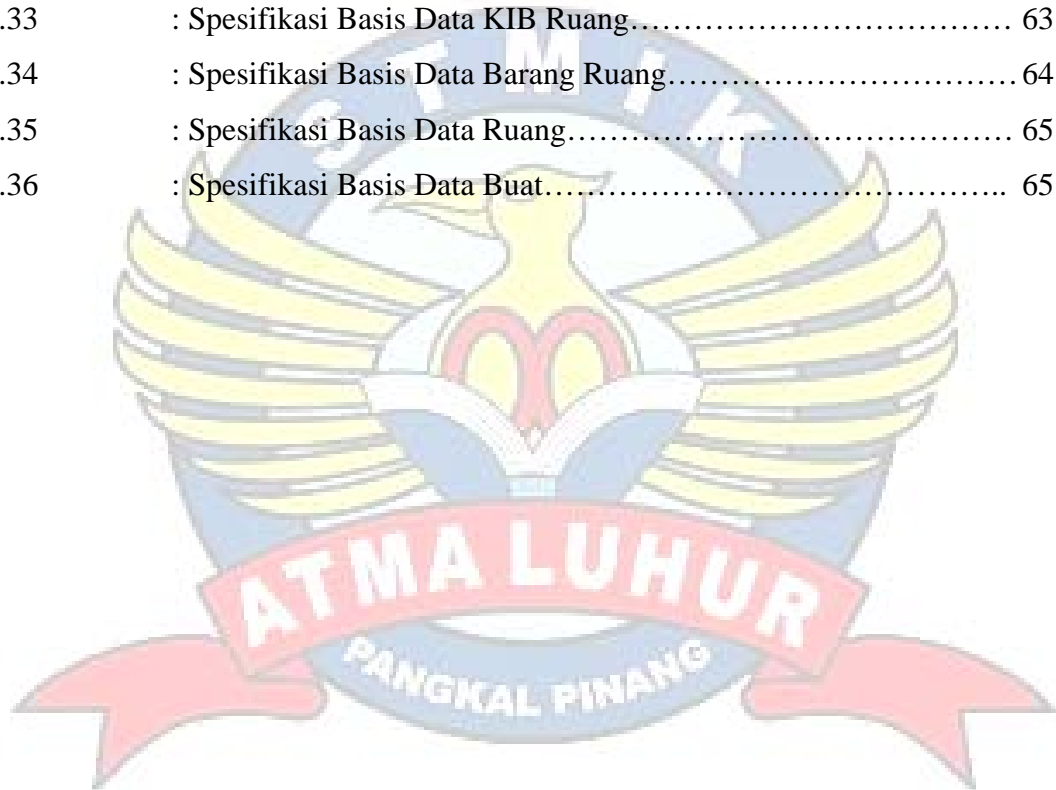 .33 : Spesifikasi Basis Data KIB Ruang…………………………… 63
.34 : Spesifikasi Basis Data Barang Ruang………………………… 64
.35 : Spesifikasi Basis Data Ruang………………………………… 65
.36 : Spesifikasi Basis Data Buat………………………………….. 65
STMIK
ATMA LUHUR
PANGKAL PINANG